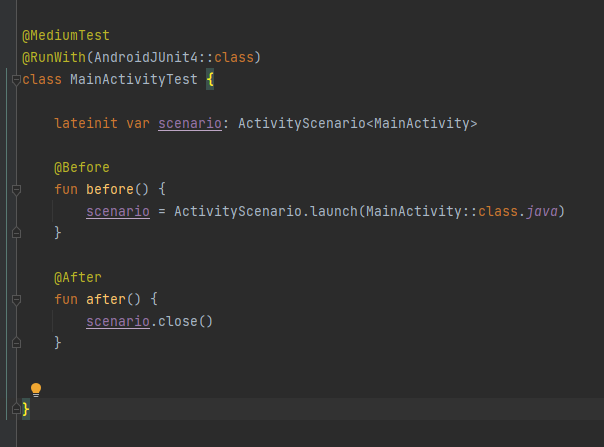 @MediumTest
@RunWith(AndroidJUnit4::class)
class MainActivityTest {
lateinit var scenario: ActivityScenario<MainActivity>
@Before
fun before() {
scenario = ActivityScenario.launch(MainActivity::class.java)
}
@After
fun after() {
scenario.close()
}
}